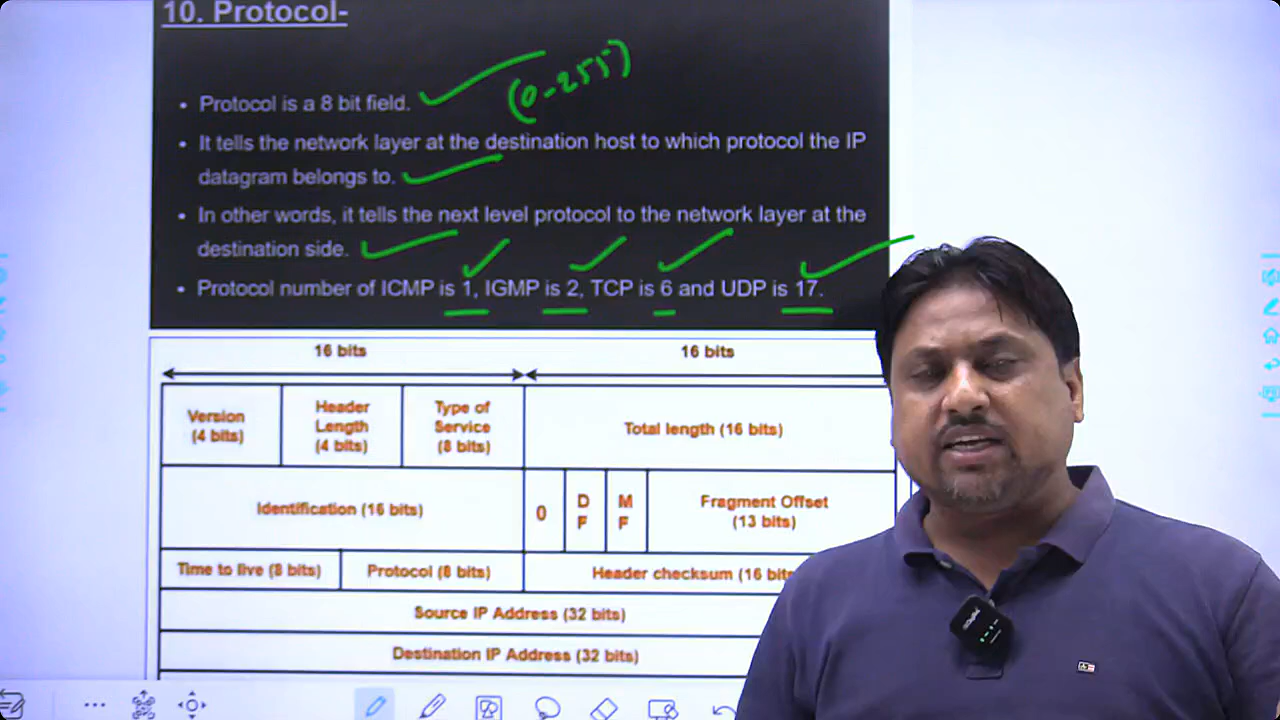 10. Protocol-
• Protocol is a 8 bit field.
(0-255)
• It tells the network layer at the destination host to which protocol the IP
datagram belongs to.
• In other words, it tells the next level protocol to the network layer at the
destination side.
• Protocol number of ICMP is 1, IGMP is 2, TCP is 6 and UDP is 17.
16 bits 16 bits
Version
(4 bits)
Header
Length
(4 bits)
Type of
Service
(8 bits)
Total length (16 bits)
Identification (16 bits)
0
D
F
M
F
Fragment Offset
(13 bits)
Time to live (8 bits)
Protocol (8 bits)
Header checksum (16 bits
Source IP Address (32 bits)
Destination IP Address (32 bits)